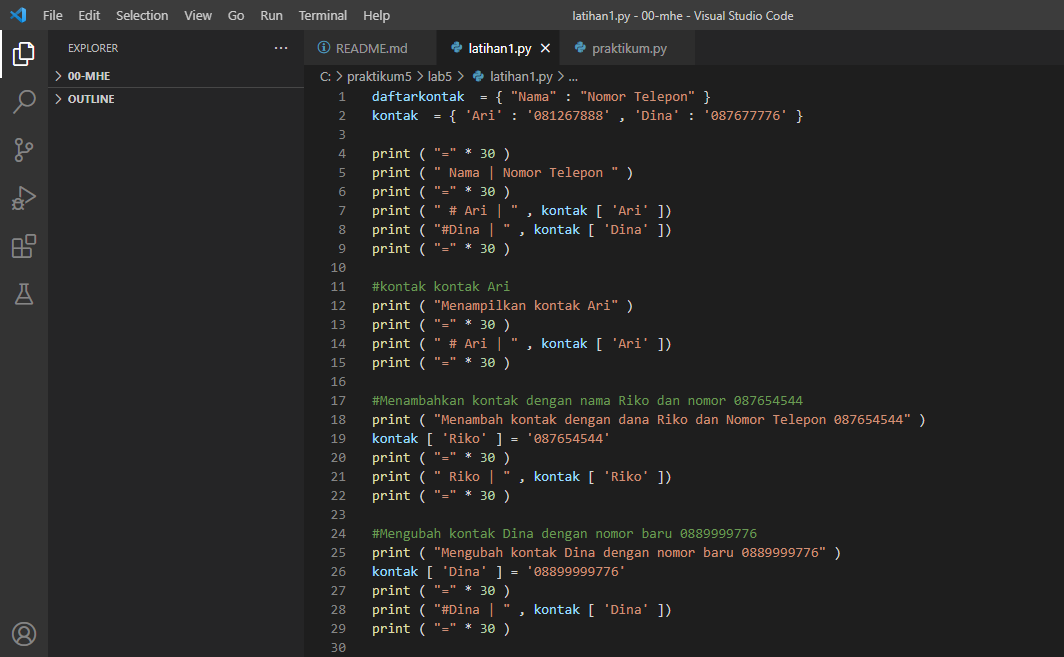 File Edit Selection View Go Run Terminal Help latihan1.py - 00-mhe - Visual Studio Code
EXPLORER ...
00-MHE
OUTLINE
README.md latihan1.py praktikum.py
C: > praktikum5 > lab5 > latihan1.py > ...
1 daftarkontak  = { "Nama" : "Nomor Telepon" }
2 kontak  = { 'Ari' : '081267888' , 'Dina' : '087677776' }
3
4 print ( "=" * 30 )
5 print ( " Nama | Nomor Telepon " )
6 print ( "=" * 30 )
7 print ( " # Ari | " , kontak [ 'Ari' ])
8 print ( "#Dina | " , kontak [ 'Dina' ])
9 print ( "=" * 30 )
10
11 #kontak kontak Ari
12 print ( "Menampilkan kontak Ari" )
13 print ( "=" * 30 )
14 print ( " # Ari | " , kontak [ 'Ari' ])
15 print ( "=" * 30 )
16
17 #Menambahkan kontak dengan nama Riko dan nomor 087654544
18 print ( "Menambah kontak dengan dana Riko dan Nomor Telepon 087654544" )
19 kontak [ 'Riko' ] = '087654544'
20 print ( "=" * 30 )
21 print ( " Riko | " , kontak [ 'Riko' ])
22 print ( "=" * 30 )
23
24 #Mengubah kontak Dina dengan nomor baru 0889999776
25 print ( "Mengubah kontak Dina dengan nomor baru 0889999776" )
26 kontak [ 'Dina' ] = '08899999776'
27 print ( "=" * 30 )
28 print ( "#Dina | " , kontak [ 'Dina' ])
29 print ( "=" * 30 )
30